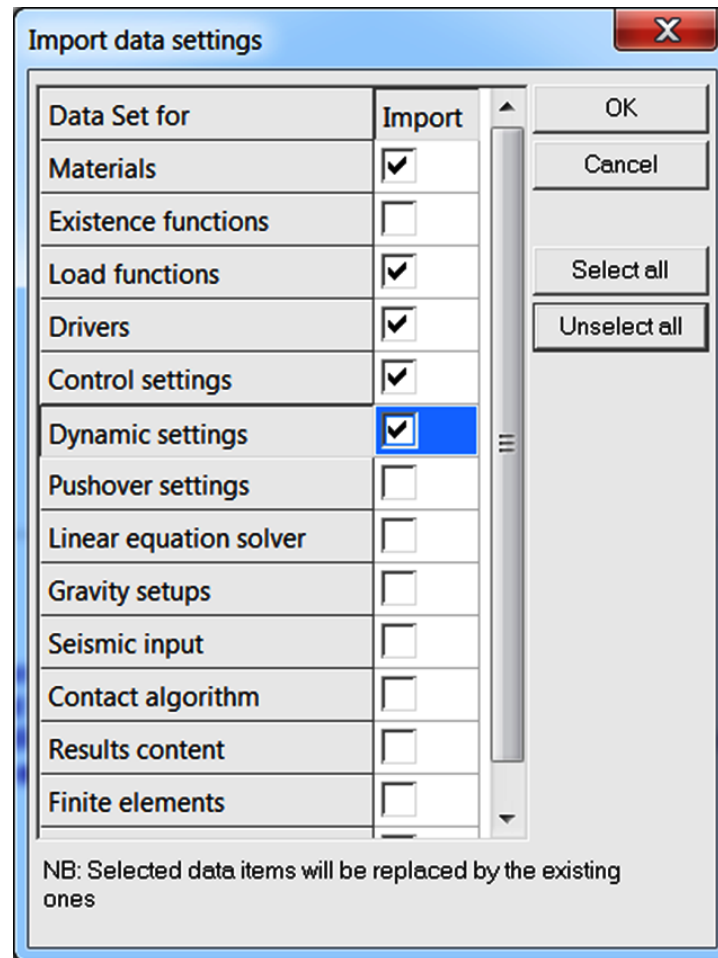 Import data settings
Data Set for Import
Materials
Existence functions
Load functions
Drivers
Control settings
Dynamic settings
Pushover settings
Linear equation solver
Gravity setups
Seismic input
Contact algorithm
Results content
Finite elements
OK
Cancel
Select all
Unselect all
NB: Selected data items will be replaced by the existing
ones